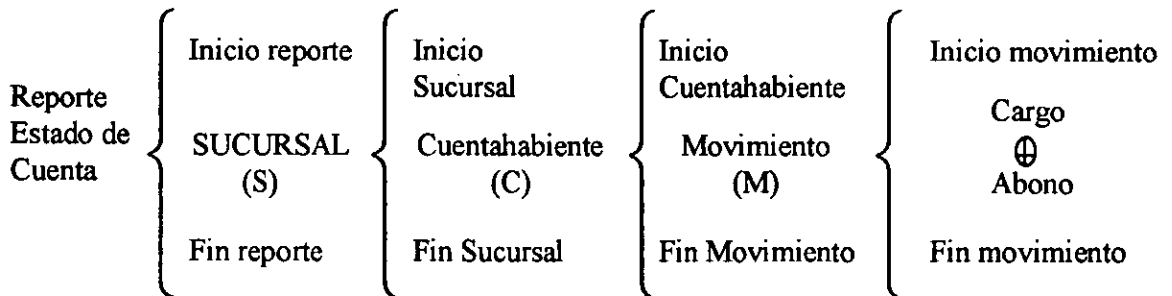 Reporte
Estado de
Cuenta
Inicio reporte
SUCURSAL
(S)
Fin reporte
Inicio
Sucursal
Cuentahabiente
(C)
Fin Sucursal
Inicio
Cuentahabiente
Movimiento
(M)
Fin Movimiento
Inicio movimiento
Cargo
⊕
Abono
Fin movimiento